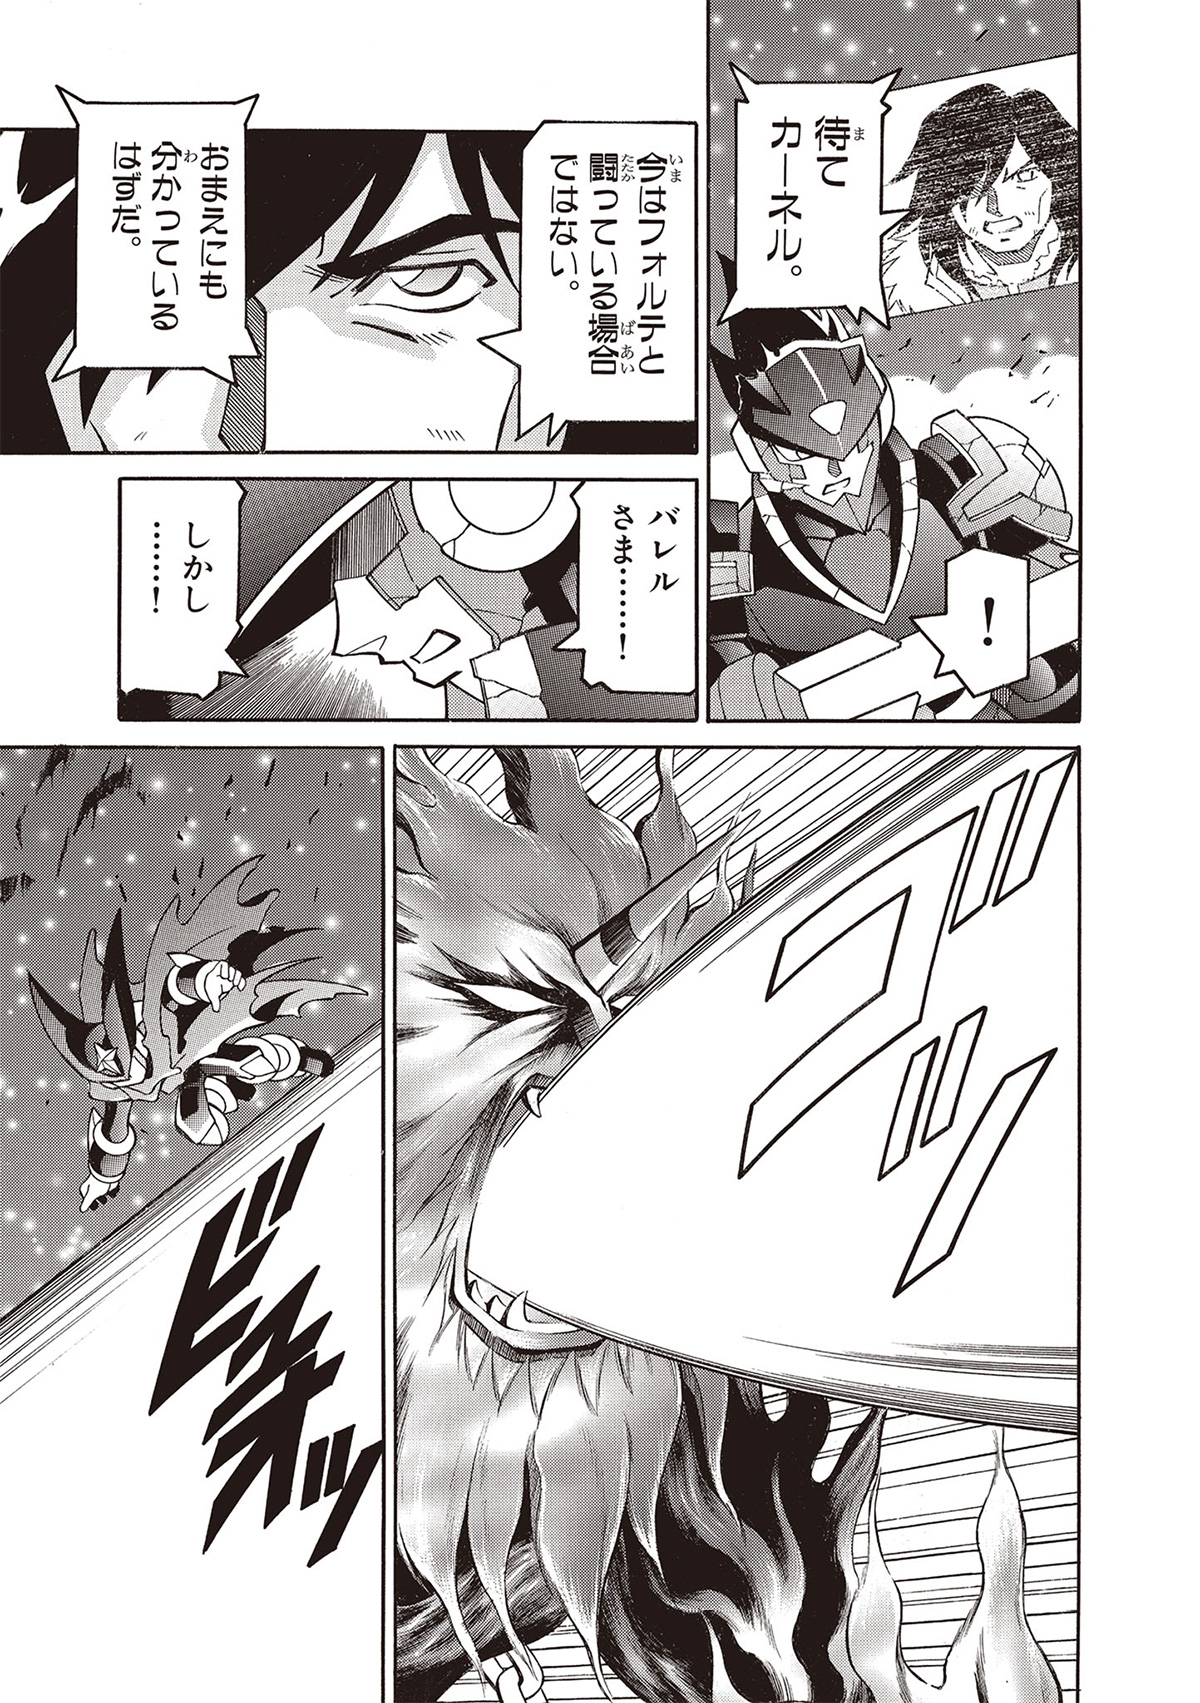 待て
カーネル。
！
今はフォルテと
闘っている場合
ではない。
おまえにも
分かっている
はずだ。
バレル
さま……！
しかし
……！
ゴッ
ビュオッ